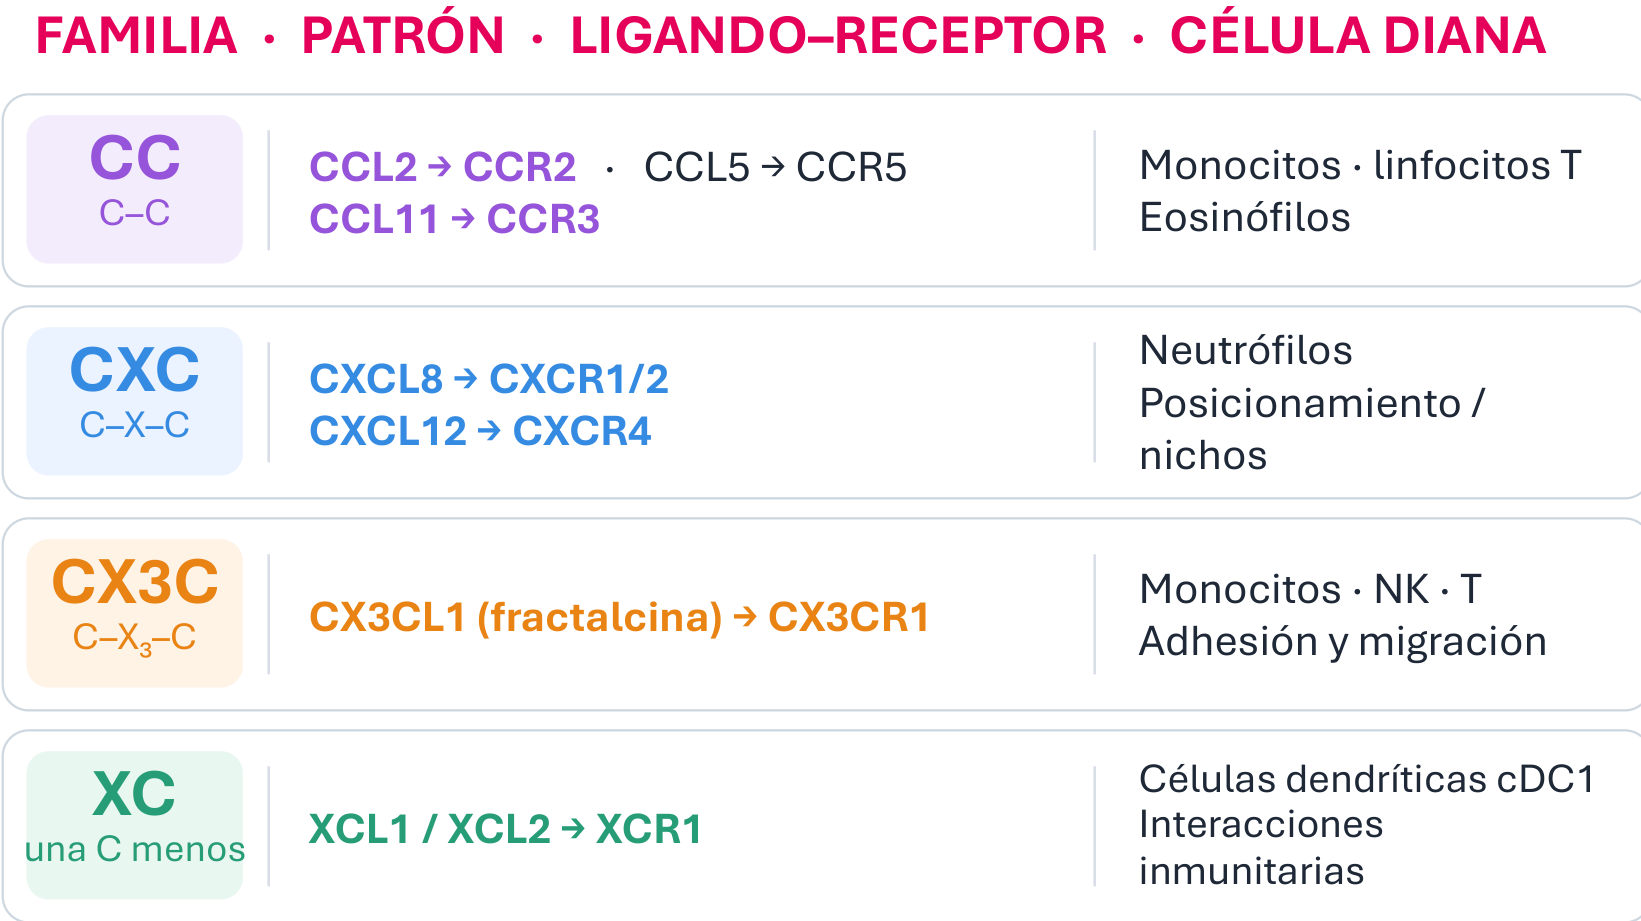 FAMILIA · PATRÓN · LIGANDO–RECEPTOR · CÉLULA DIANA
CC
C–C
CCL2 → CCR2 · CCL5 → CCR5
CCL11 → CCR3
Monocitos · linfocitos T
Eosinófilos
CXC
C–X–C
CXCL8 → CXCR1/2
CXCL12 → CXCR4
Neutrófilos
Posicionamiento /
nichos
CX3C
C–X₃–C
CX3CL1 (fractalcina) → CX3CR1
Monocitos · NK · T
Adhesión y migración
XC
una C menos
XCL1 / XCL2 → XCR1
Células dendríticas cDC1
Interacciones
inmunitarias